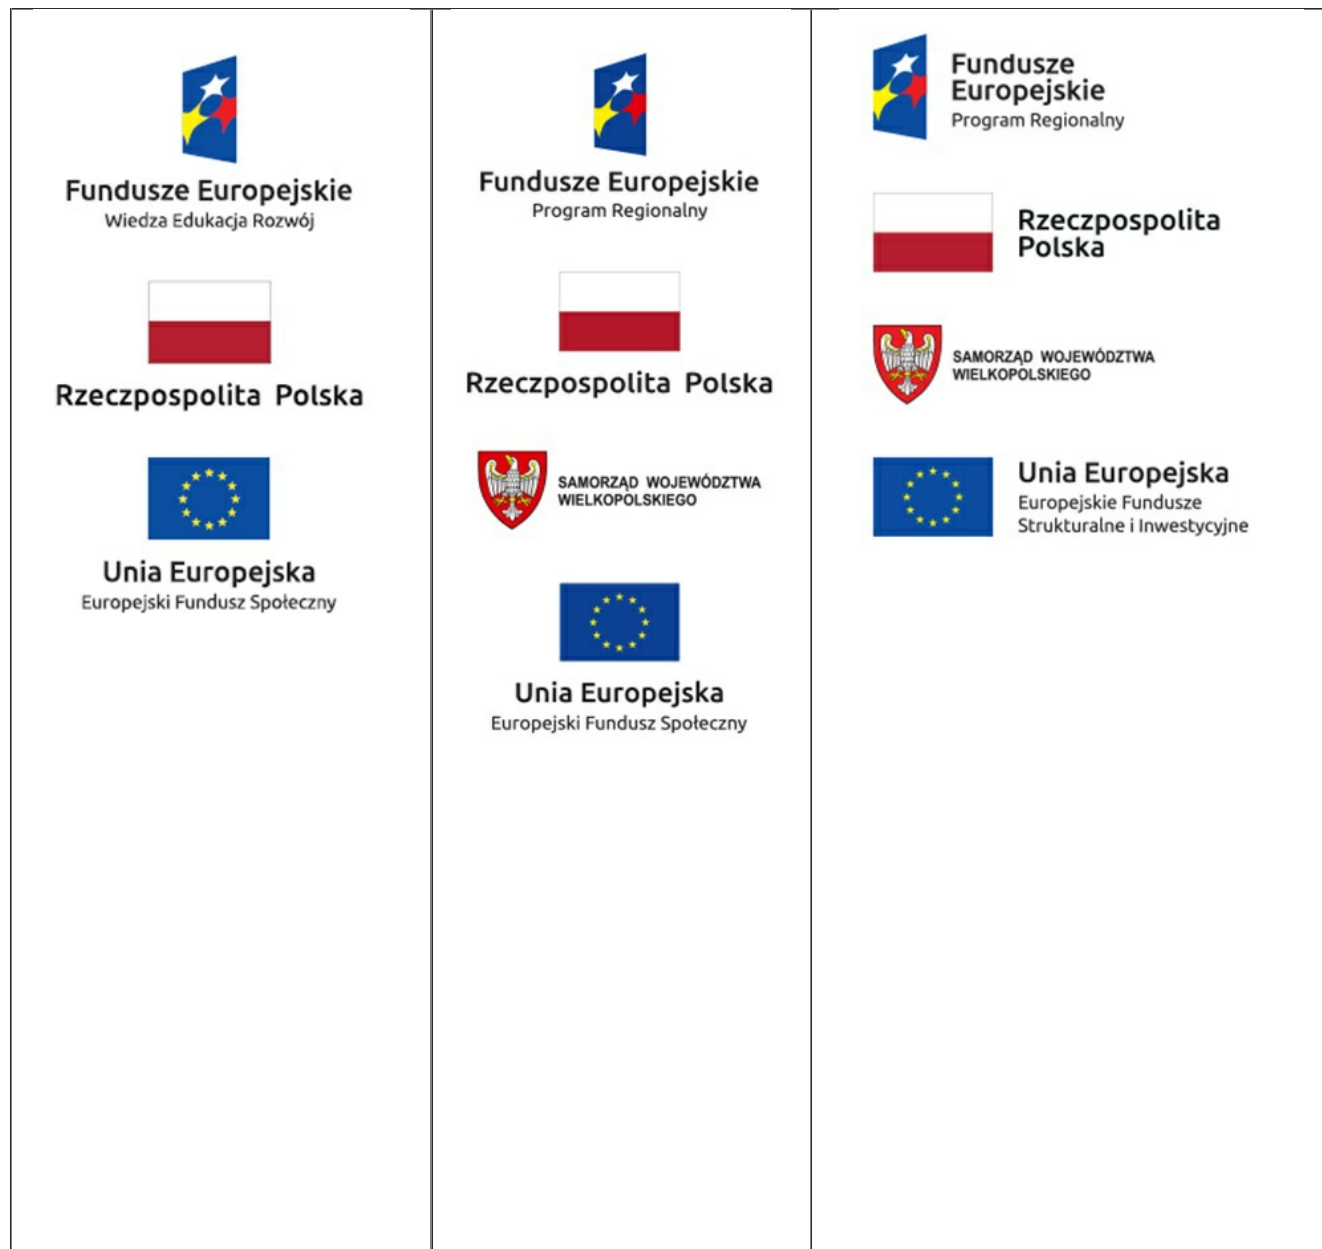 Fundusze Europejskie
Wiedza Edukacja Rozwój
Rzeczpospolita Polska
Unia Europejska
Europejski Fundusz Społeczny
Fundusze Europejskie
Program Regionalny
Rzeczpospolita Polska
SAMORZĄD WOJEWÓDZTWA
WIELKOPOLSKIEGO
Unia Europejska
Europejski Fundusz Społeczny
Fundusze
Europejskie
Program Regionalny
Rzeczpospolita
Polska
SAMORZĄD WOJEWÓDZTWA
WIELKOPOLSKIEGO
Unia Europejska
Europejskie Fundusze
Strukturalne i Inwestycyjne